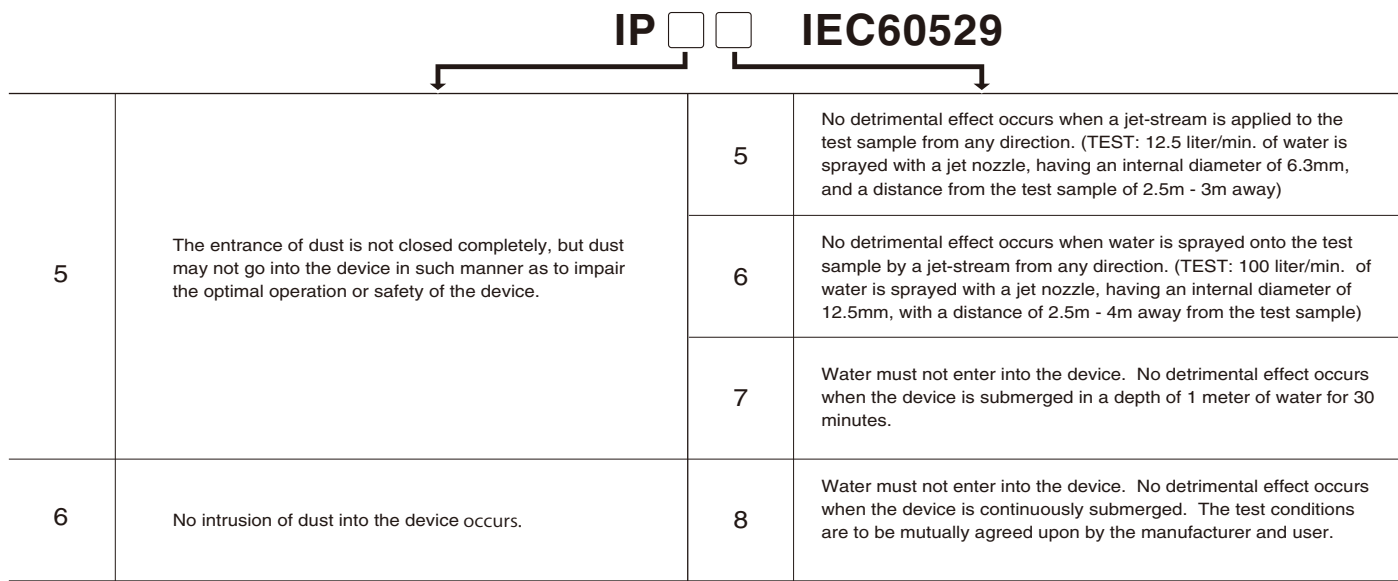 IP □ □ IEC60529
5
The entrance of dust is not closed completely, but dust
may not go into the device in such manner as to impair
the optimal operation or safety of the device.
6
No intrusion of dust into the device occurs.
5
No detrimental effect occurs when a jet-stream is applied to the
test sample from any direction. (TEST: 12.5 liter/min. of water is
sprayed with a jet nozzle, having an internal diameter of 6.3mm,
and a distance from the test sample of 2.5m - 3m away)
6
No detrimental effect occurs when water is sprayed onto the test
sample by a jet-stream from any direction. (TEST: 100 liter/min. of
water is sprayed with a jet nozzle, having an internal diameter of
12.5mm, with a distance of 2.5m - 4m away from the test sample)
7
Water must not enter into the device. No detrimental effect occurs
when the device is submerged in a depth of 1 meter of water for 30
minutes.
8
Water must not enter into the device. No detrimental effect occurs
when the device is continuously submerged. The test conditions
are to be mutually agreed upon by the manufacturer and user.